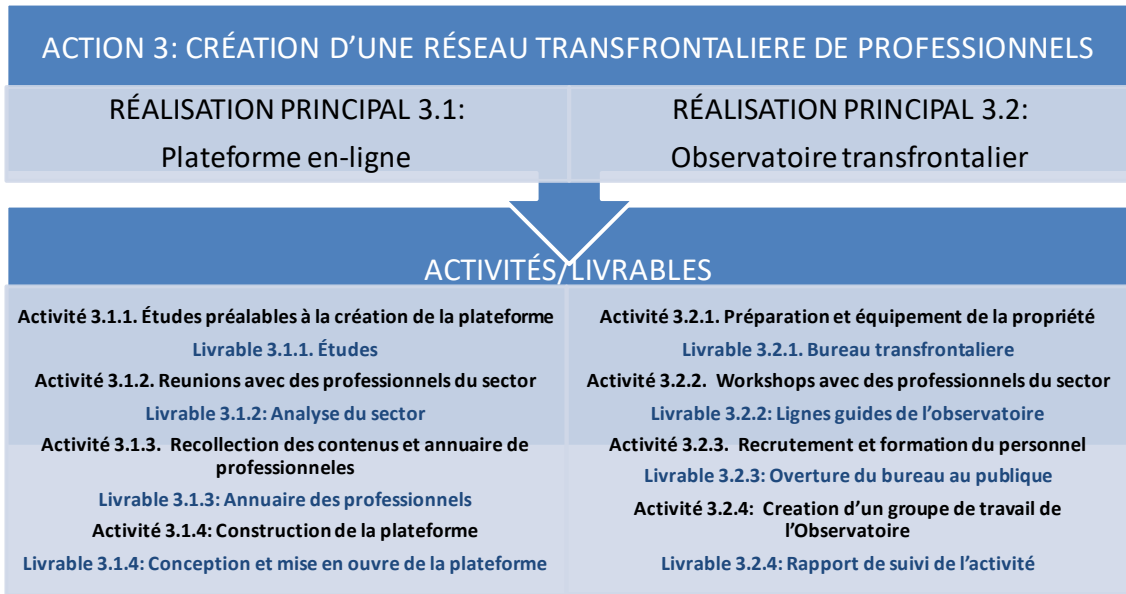 ACTION 3: CRÉATION D’UNE RÉSEAU TRANSFRONTALIERE DE PROFESSIONNELS
RÉALISATION PRINCIPAL 3.1:
Plateforme en-ligne
RÉALISATION PRINCIPAL 3.2:
Observatoire transfrontalier
ACTIVITÉS/LIVRABLES
Activité 3.1.1. Études préalables à la création de la plateforme
Livrable 3.1.1. Études
Activité 3.1.2. Reunions avec des professionnels du sector
Livrable 3.1.2: Analyse du sector
Activité 3.1.3. Recollection des contenus et annuaire de
professionneles
Livrable 3.1.3: Annuaire des professionnels
Activité 3.1.4: Construction de la plateforme
Livrable 3.1.4: Conception et mise en ouvre de la plateforme
Activité 3.2.1. Préparation et équipement de la propriété
Livrable 3.2.1. Bureau transfrontaliere
Activité 3.2.2. Workshops avec des professionnels du sector
Livrable 3.2.2: Lignes guides de l’observatoire
Activité 3.2.3. Recrutement et formation du personnel
Livrable 3.2.3: Overture du bureau au publique
Activité 3.2.4: Creation d’un groupe de travail de
l’Observatoire
Livrable 3.2.4: Rapport de suivi de l’activité